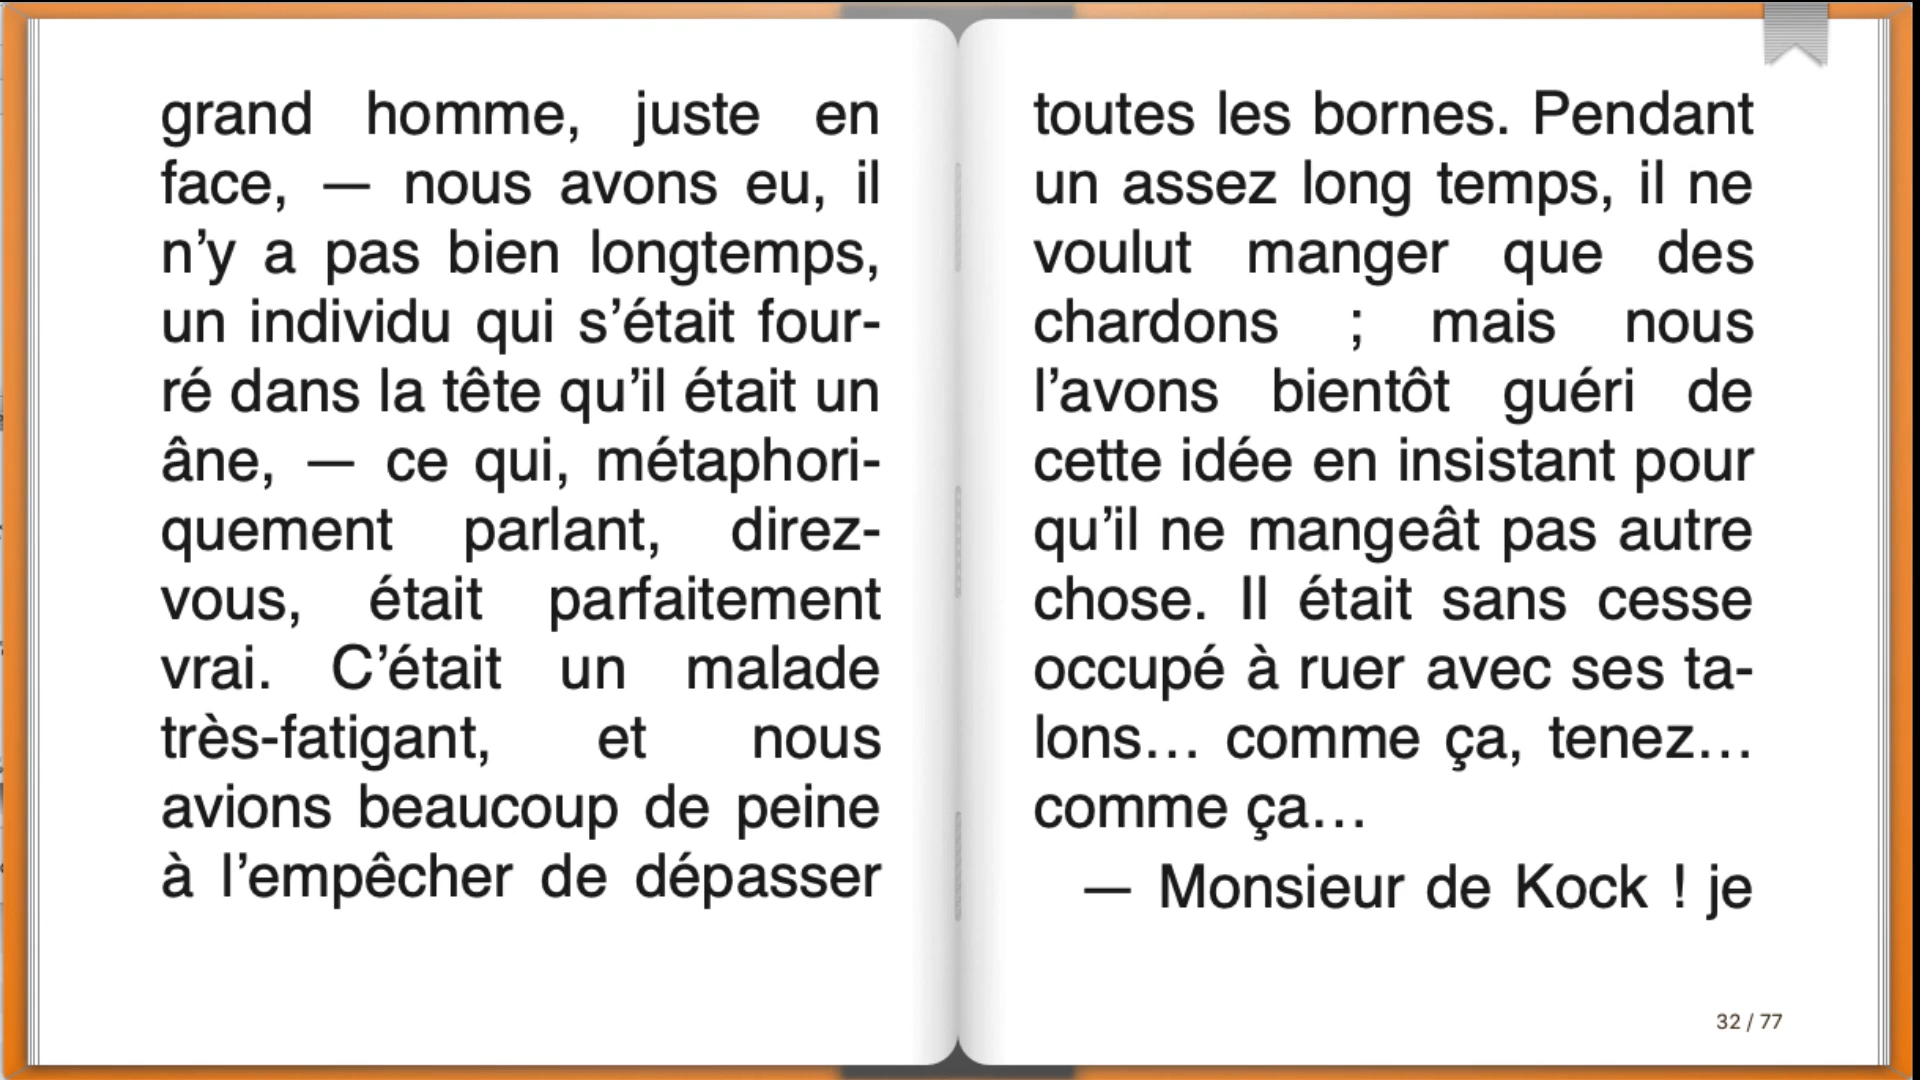 grand homme, juste en
face, — nous avons eu, il
n’y a pas bien longtemps,
un individu qui s’était four-
ré dans la tête qu’il était un
âne, — ce qui, métaphori-
quement parlant, direz-
vous, était parfaitement
vrai. C’était un malade
très-fatigant, et nous
avions beaucoup de peine
à l’empêcher de dépasser
toutes les bornes. Pendant
un assez long temps, il ne
voulut manger que des
chardons ; mais nous
l’avons bientôt guéri de
cette idée en insistant pour
qu’il ne mangeât pas autre
chose. Il était sans cesse
occupé à ruer avec ses ta-
lons… comme ça, tenez…
comme ça…
— Monsieur de Kock ! je
32 / 77